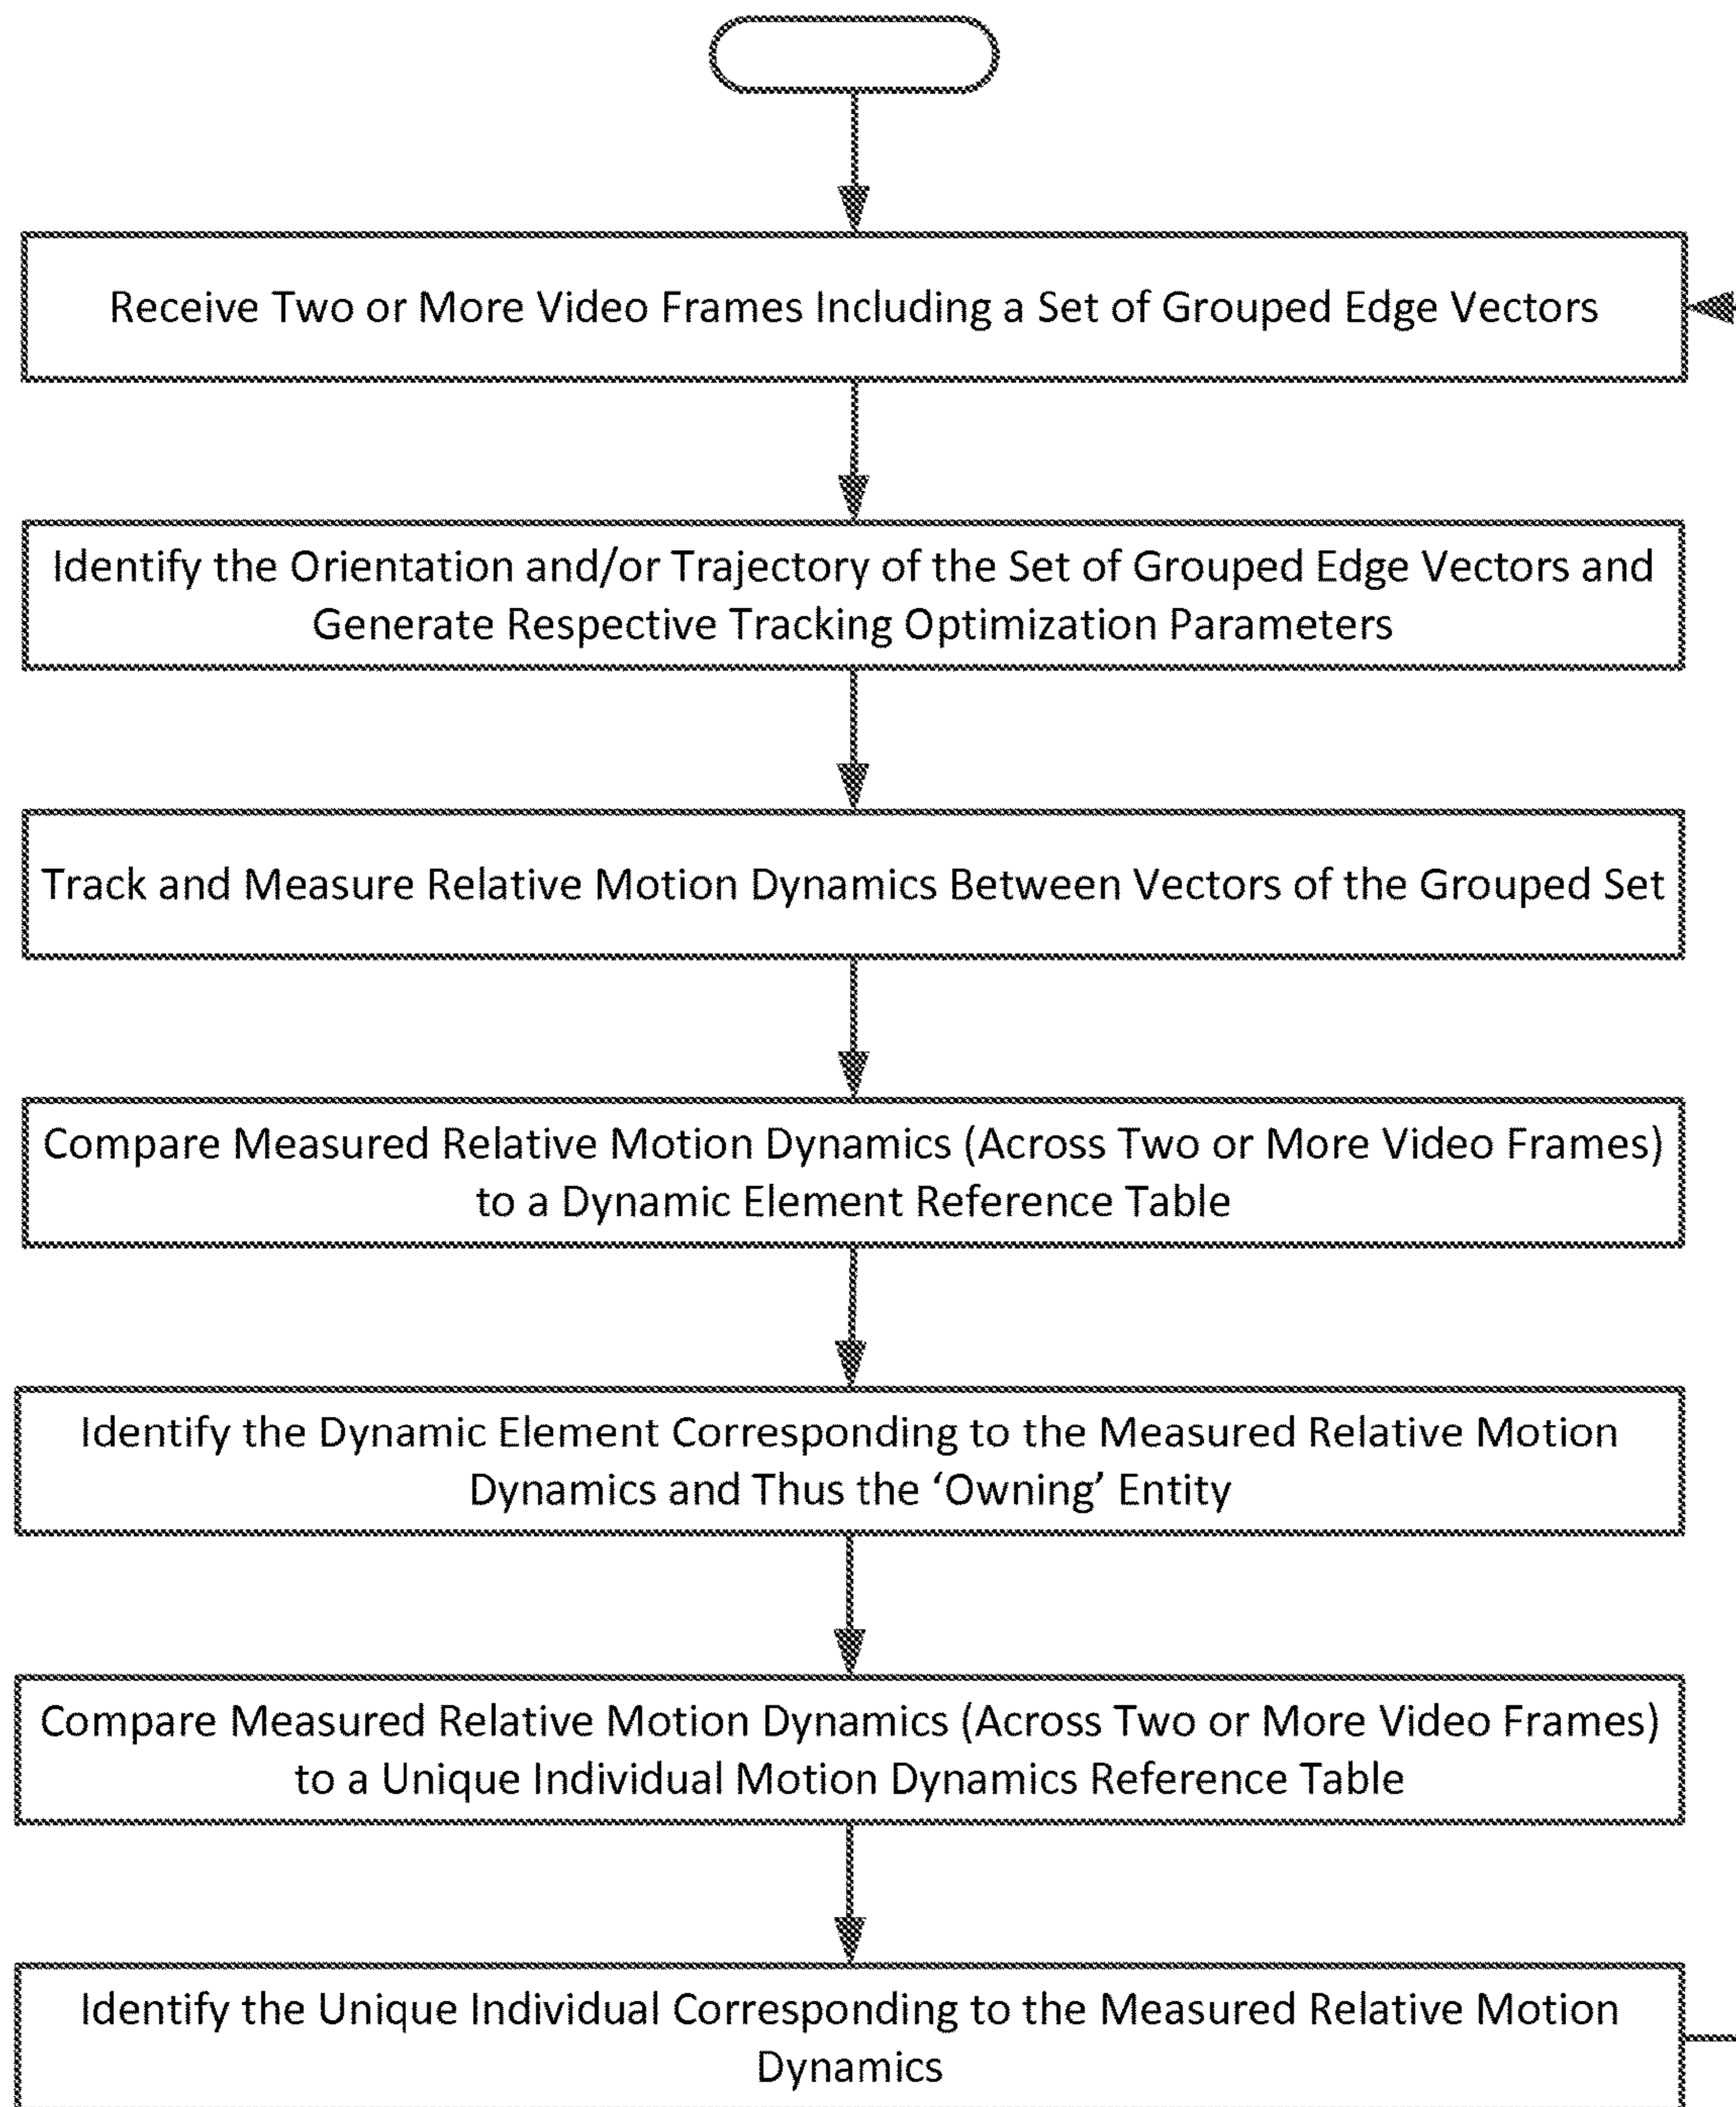 Receive Two or More Video Frames Including a Set of Grouped Edge Vectors
Identify the Orientation and/or Trajectory of the Set of Grouped Edge Vectors and
Generate Respective Tracking Optimization Parameters
Track and Measure Relative Motion Dynamics Between Vectors of the Grouped Set
Compare Measured Relative Motion Dynamics (Across Two or More Video Frames)
to a Dynamic Element Reference Table
Identify the Dynamic Element Corresponding to the Measured Relative Motion
Dynamics and Thus the ‘Owning’ Entity
Compare Measured Relative Motion Dynamics (Across Two or More Video Frames)
to a Unique Individual Motion Dynamics Reference Table
Identify the Unique Individual Corresponding to the Measured Relative Motion
Dynamics